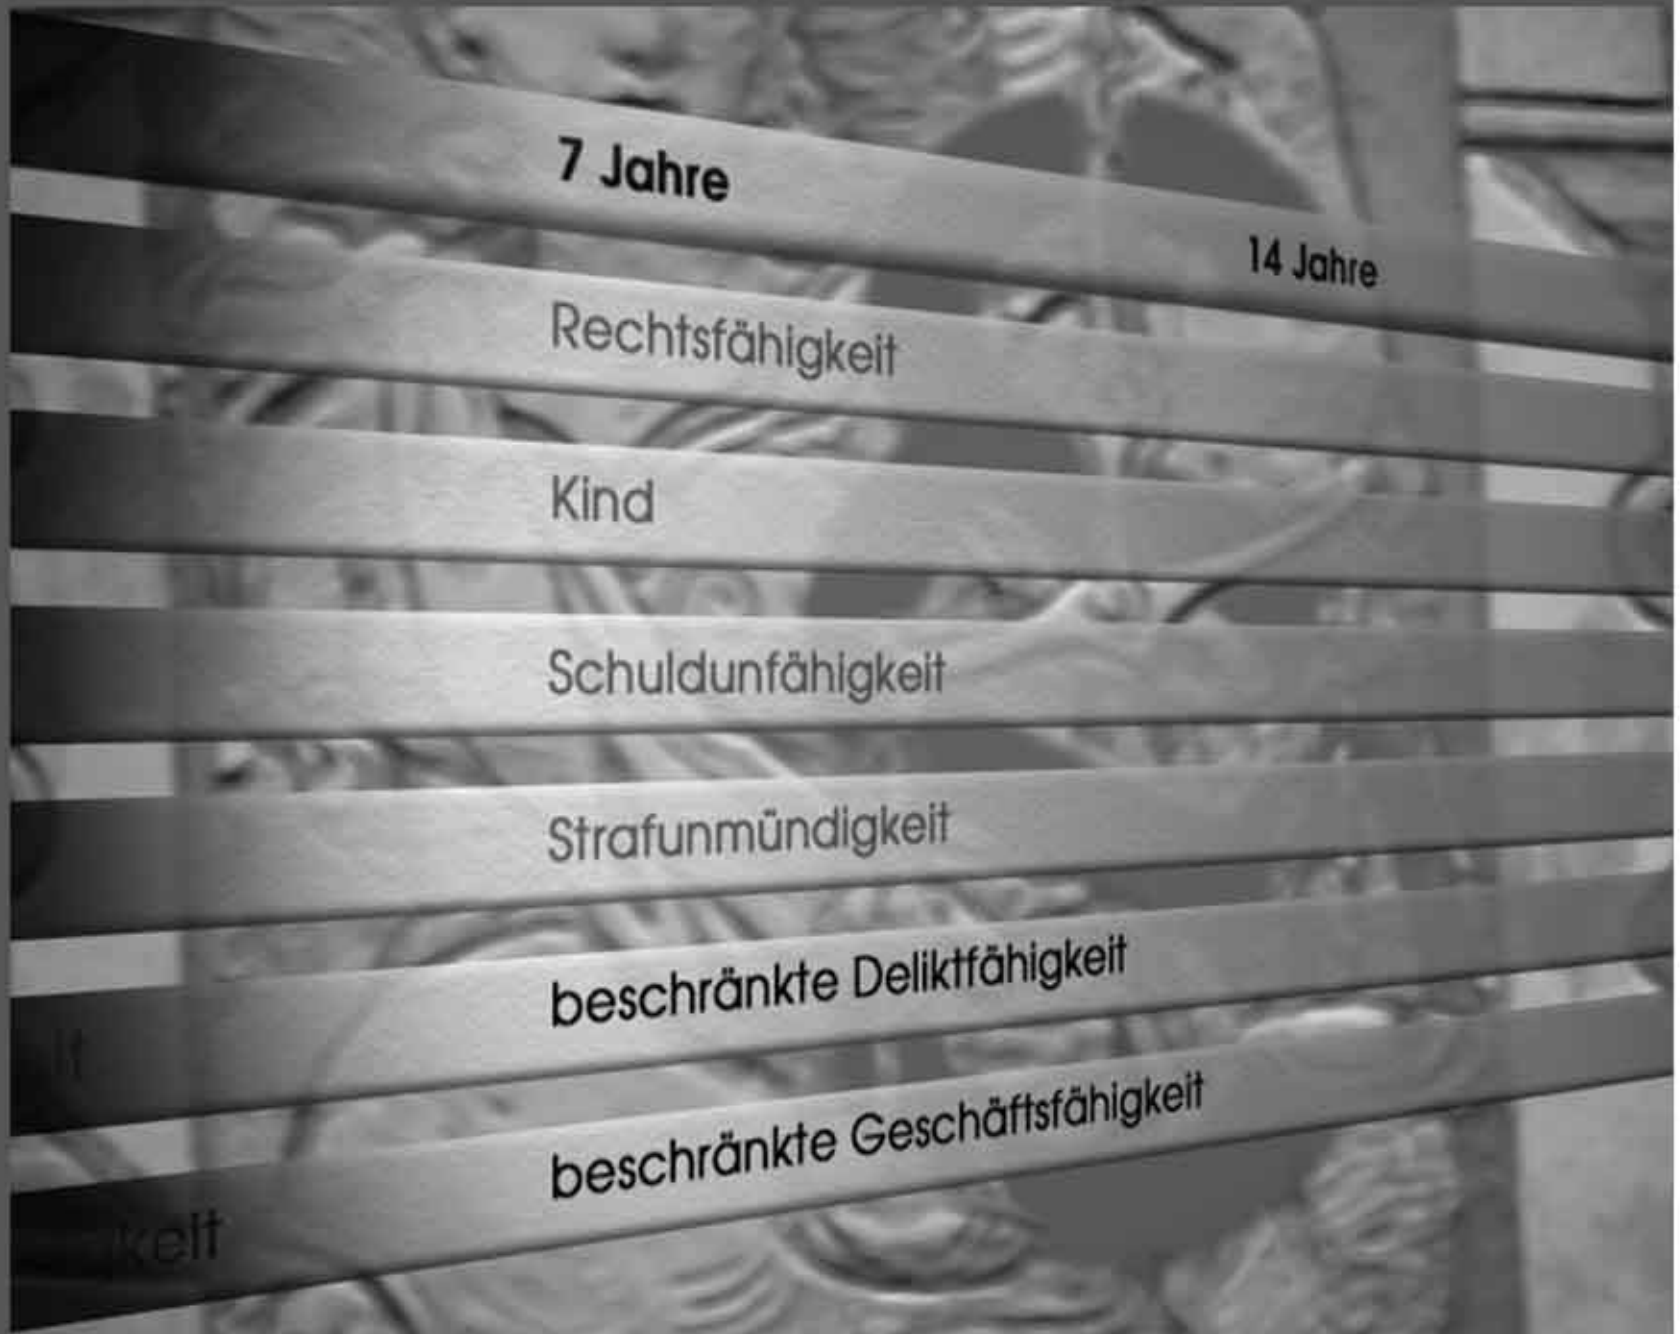 7 Jahre
14 Jahre
Rechtsfähigkeit
Kind
Schuldunfähigkeit
Strafunmündigkeit
beschränkte Deliktfähigkeit
beschränkte Geschäftsfähigkeit